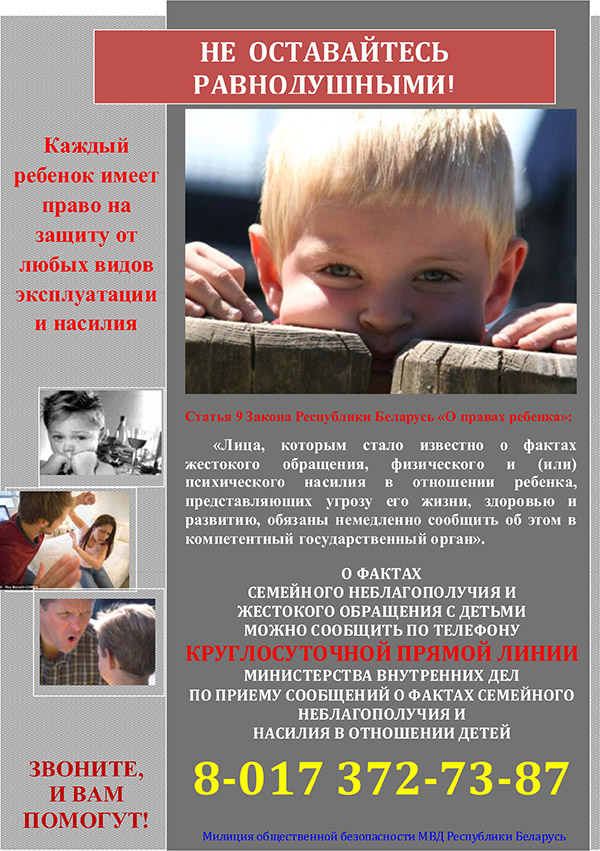 НЕ ОСТАВАЙТЕСЬ
РАВНОДУШНЫМИ!
Каждый
ребенок имеет
право на
защиту от
любых видов
эксплуатации
и насилия
Статья 9 Закона Республики Беларусь «О правах ребенка»:
«Лица, которым стало известно о фактах
жестокого обращения, физического и (или)
психического насилия в отношении ребенка,
представляющих угрозу его жизни, здоровью и
развитию, обязаны немедленно сообщить об этом в
компетентный государственный орган».
О ФАКТАХ
СЕМЕЙНОГО НЕБЛАГОПОЛУЧИЯ И
ЖЕСТОКОГО ОБРАЩЕНИЯ С ДЕТЬМИ
МОЖНО СООБЩИТЬ ПО ТЕЛЕФОНУ
КРУГЛОСУТОЧНОЙ ПРЯМОЙ ЛИНИИ
МИНИСТЕРСТВА ВНУТРЕННИХ ДЕЛ
ПО ПРИЕМУ СООБЩЕНИЙ О ФАКТАХ СЕМЕЙНОГО
НЕБЛАГОПОЛУЧИЯ И
НАСИЛИЯ В ОТНОШЕНИИ ДЕТЕЙ
8-017 372-73-87
ЗВОНИТЕ,
И ВАМ
ПОМОГУТ!
Милиция общественной безопасности МВД Республики Беларусь